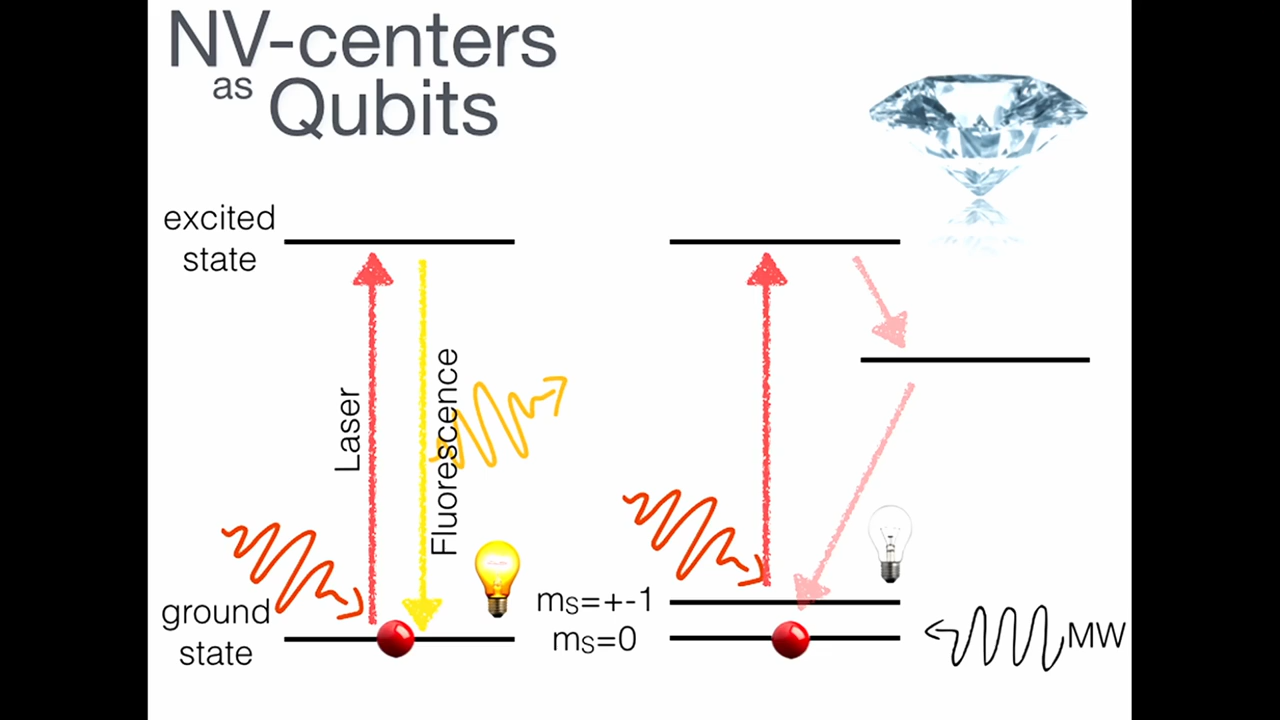 NV-centers
as Qubits
excited
state
Laser
Fluorescence
ground
state
mS=+-1
mS=0
MW